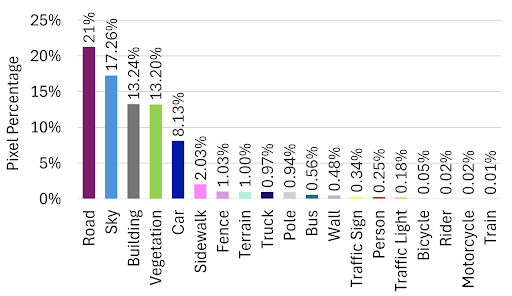 25%
20%
15%
10%
5%
0%
Pixel Percentage
21%
17.26%
13.24%
13.20%
8.13%
2.03%
1.03%
1.00%
0.97%
0.94%
0.56%
0.48%
0.34%
0.25%
0.18%
0.05%
0.02%
0.02%
0.01%
Road
Sky
Building
Vegetation
Car
Sidewalk
Fence
Terrain
Truck
Pole
Bus
Wall
Traffic Sign
Person
Traffic Light
Bicycle
Rider
Motorcycle
Train